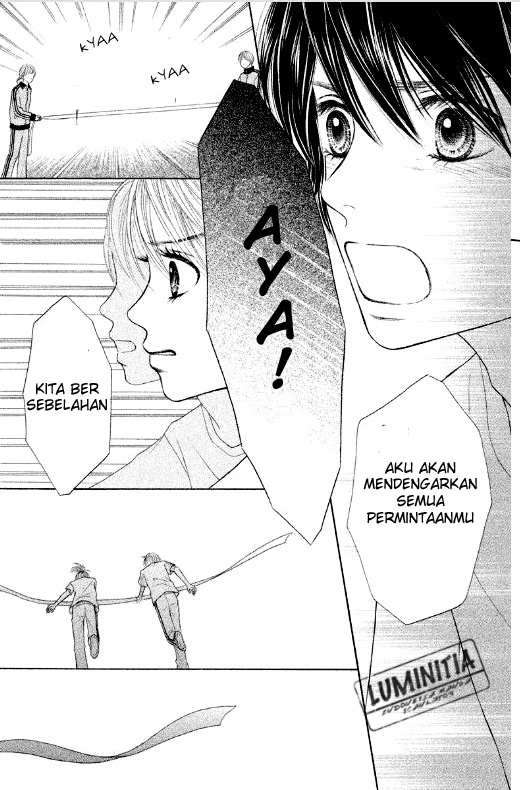 AYA!
AKU AKAN
MENDENGARKAN
SEMUA
PERMINTAANMU
KYAA
KYAA
KITA BER
SEBELAHAN
LUMINITIA